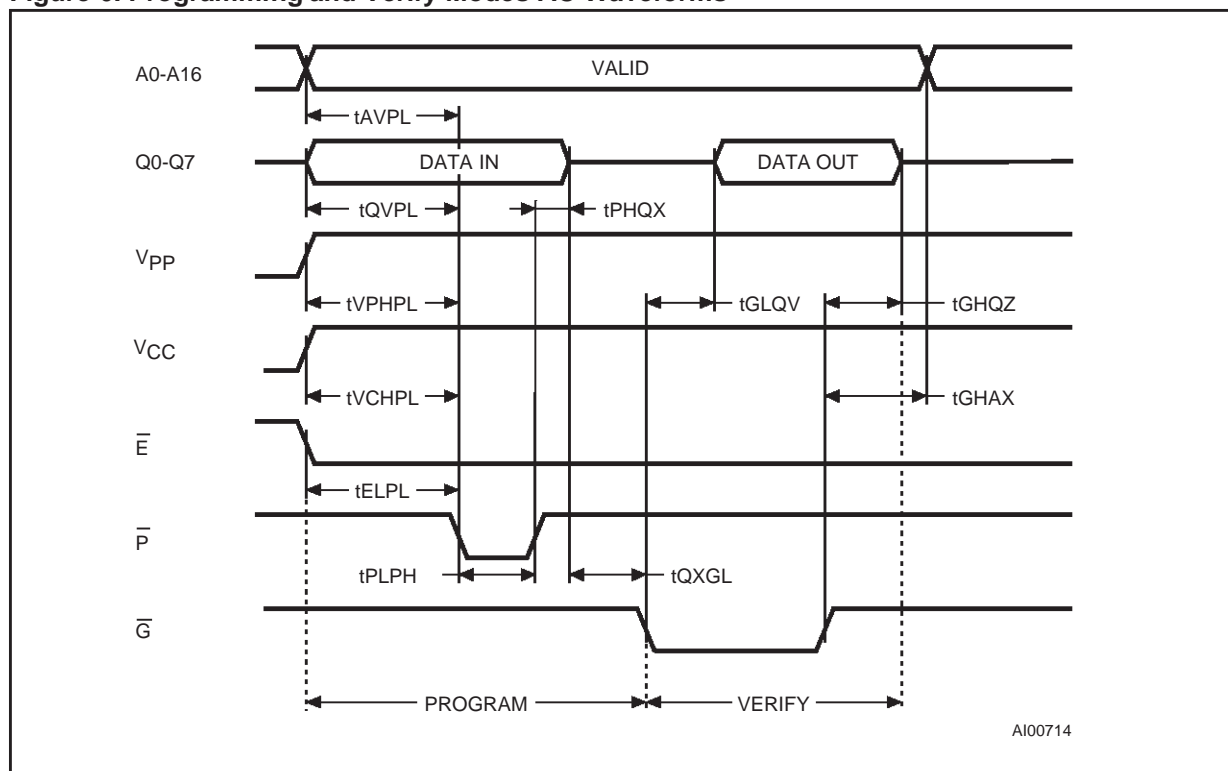 Figure Programming and Verify Modes AC Waveforms
A0-A16 VALID
tAVPL
Q0-Q7 DATA IN DATA OUT
tQVPL tPHQX
VPP
tVPHPL tGLQV tGHQZ
VCC
tVCHPL tGHAX
E̅
tELPL
P̅
tPLPH tQXGL
G̅
PROGRAM VERIFY
AI00714